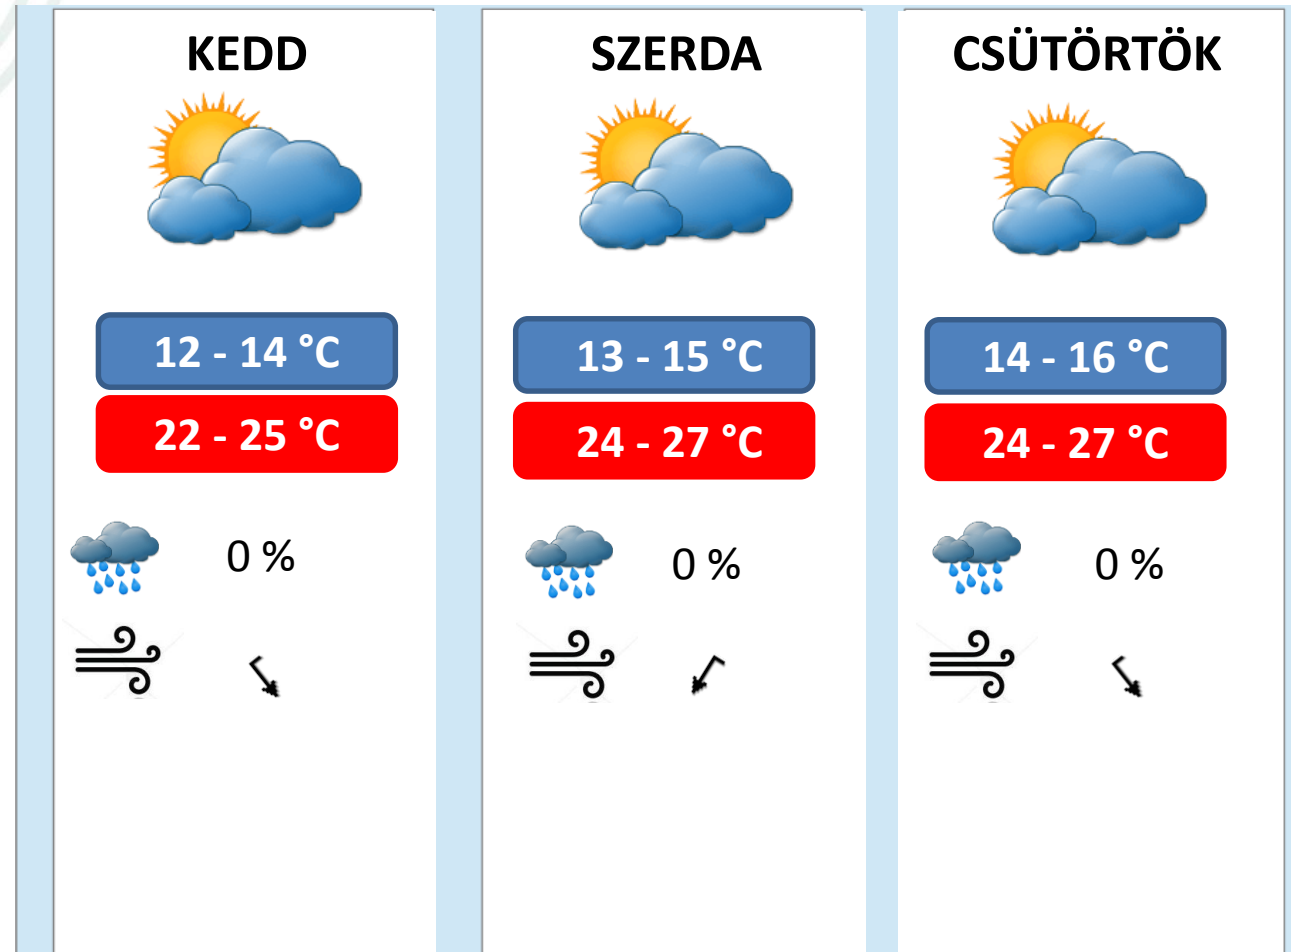 KEDD
12 - 14 °C
22 - 25 °C
0 %
SZERDA
13 - 15 °C
24 - 27 °C
0 %
CSÜTÖRTÖK
14 - 16 °C
24 - 27 °C
0 %